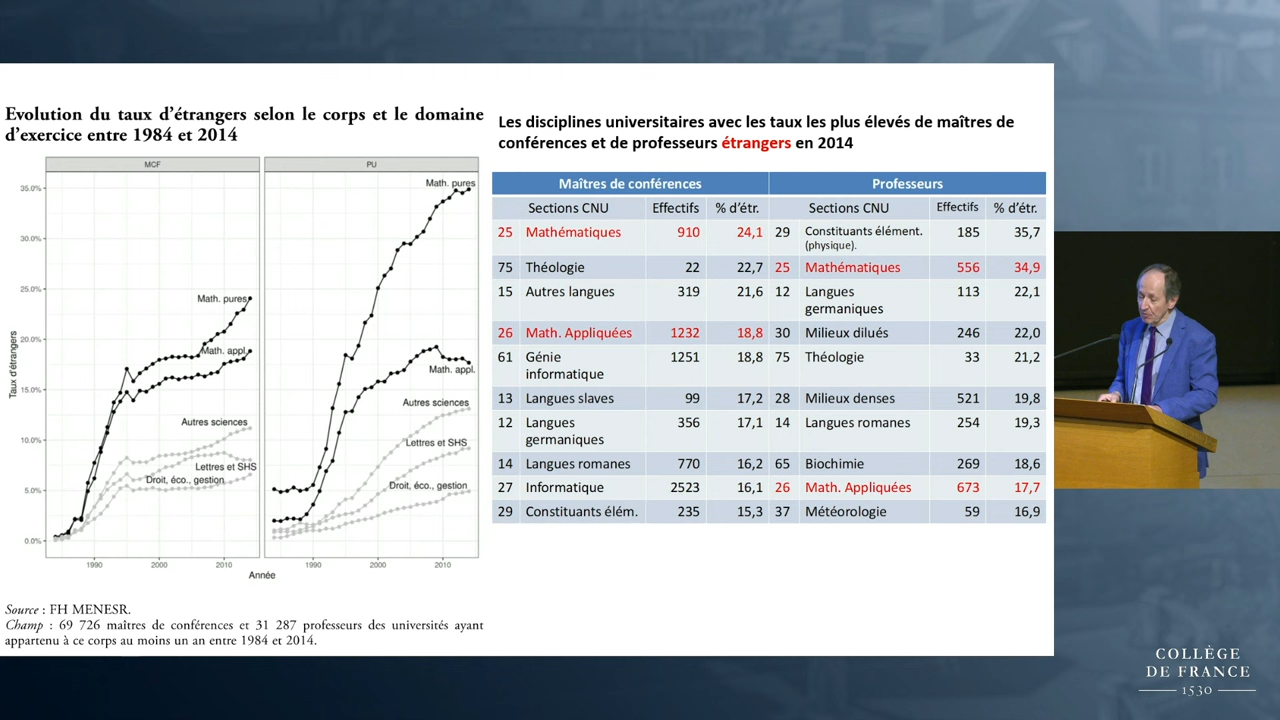 Evolution du taux d'étrangers selon le corps et le domaine
d'exercice entre 1984 et 2014
MCF
PU
Taux d'étrangers
35.0%
30.0%
25.0%
20.0%
15.0%
10.0%
5.0%
0.0%
Math. pures
Math. appl.
Autres sciences
Lettres et SHS
Droit, éco., gestion
Math. pures
Math. appl.
Autres sciences
Lettres et SHS
Droit, éco., gestion
1990 2000 2010 1990 2000 2010
Année
Source : FH MENESR.
Champ : 69 726 maîtres de conférences et 31 287 professeurs des universités ayant
appartenu à ce corps au moins un an entre 1984 et 2014.
Les disciplines universitaires avec les taux les plus élevés de maîtres de
conférences et de professeurs étrangers en 2014
Maîtres de conférences Professeurs
Sections CNU Effectifs % d'étr. Sections CNU Effectifs % d'étr.
25 Mathématiques 910 24,1 29 Constituants élément. 185 35,7
(physique).
75 Théologie 22 22,7 25 Mathématiques 556 34,9
15 Autres langues 319 21,6 12 Langues 113 22,1
germaniques
26 Math. Appliquées 1232 18,8 30 Milieux dilués 246 22,0
61 Génie 1251 18,8 75 Théologie 33 21,2
informatique
13 Langues slaves 99 17,2 28 Milieux denses 521 19,8
12 Langues 356 17,1 14 Langues romanes 254 19,3
germaniques
14 Langues romanes 770 16,2 65 Biochimie 269 18,6
27 Informatique 2523 16,1 26 Math. Appliquées 673 17,7
29 Constituants élém. 235 15,3 37 Météorologie 59 16,9
COLLÈGE
DE FRANCE
1530